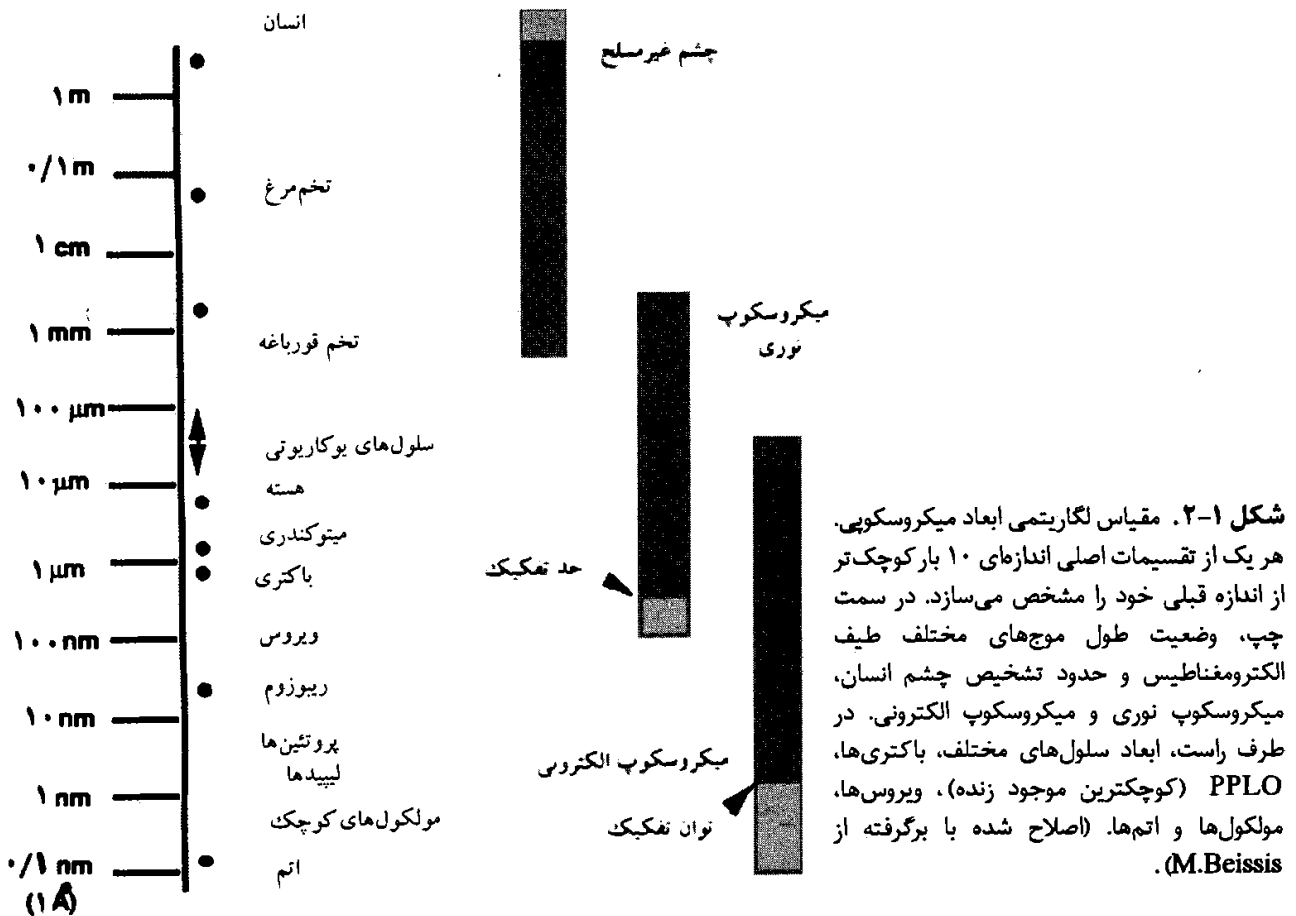 ۱ m
۰/۱ m
۱ cm
۱ mm
۱۰۰ μm
۱۰ μm
۱ μm
۱۰۰ nm
۱۰ nm
۱ nm
۰/۱ nm
(۱ Å)
انسان
تخم‌مرغ
تخم قورباغه
سلول‌های یوکاریوتی
هسته
میتوکندری
باکتری
ویروس
ریبوزوم
پروتئین‌ها
لیپیدها
مولکول‌های کوچک
اتم
چشم غیرمسلح
میکروسکوپ
نوری
حد تفکیک
میکروسکوپ الکترونی
توان تفکیک
شکل ۱-۲. مقیاس لگاریتمی ابعاد میکروسکوپی.
هر یک از تقسیمات اصلی اندازه‌ای ۱۰ بار کوچک‌تر
از اندازه قبلی خود را مشخص می‌سازد. در سمت
چپ، وضعیت طول موج‌های مختلف طیف
الکترومغناطیس و حدود تشخیص چشم انسان،
میکروسکوپ نوری و میکروسکوپ الکترونی. در
طرف راست، ابعاد سلول‌های مختلف، باکتری‌ها،
PPLO (کوچکترین موجود زنده)، ویروس‌ها،
مولکول‌ها و اتم‌ها. (اصلاح شده با برگرفته از
M.Beissis).